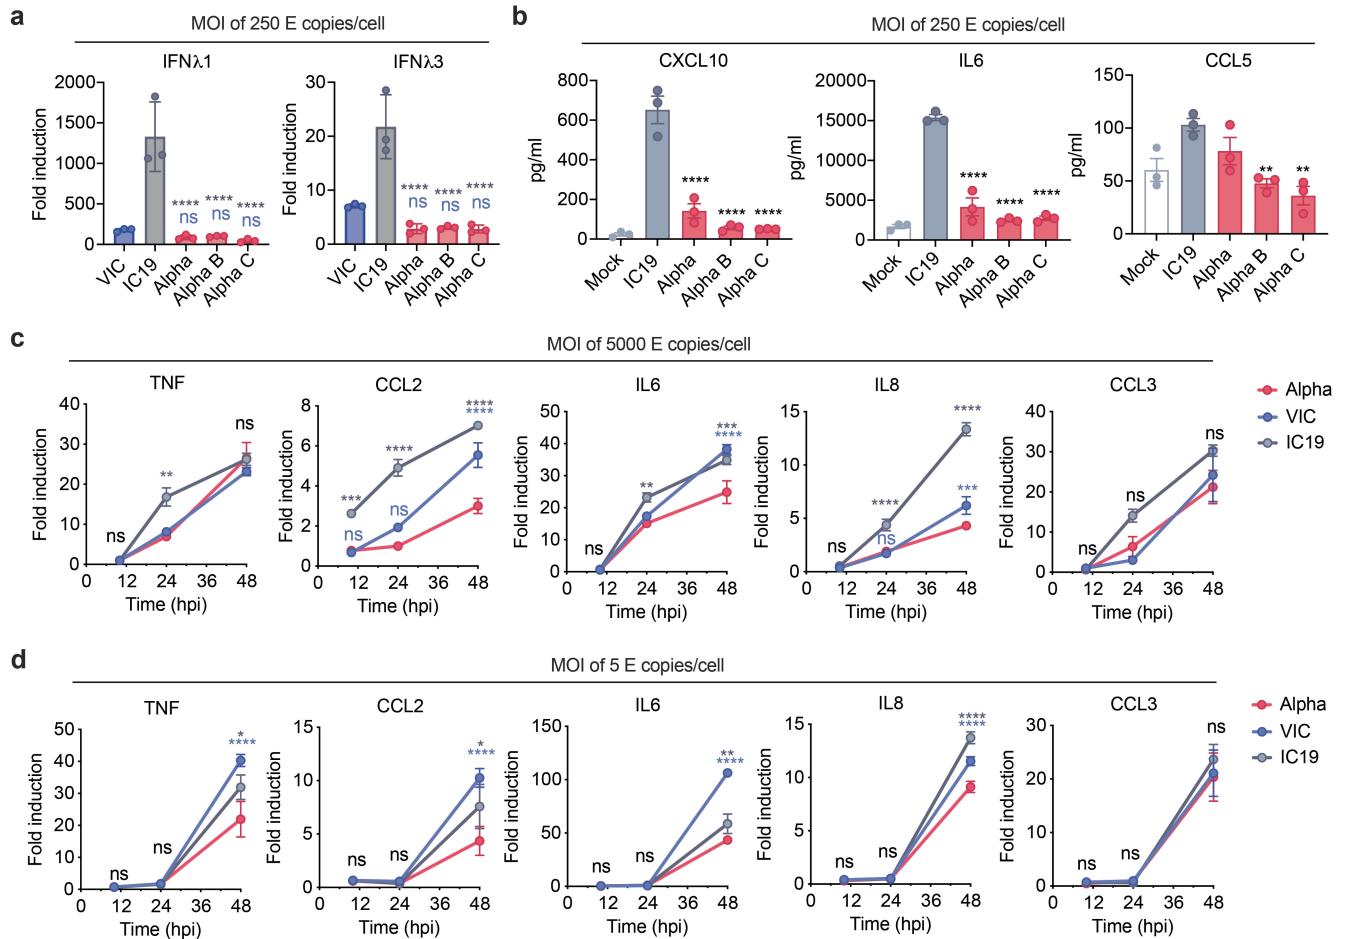 a
MOI of 250 E copies/cell
IFNλ1
Fold induction
2000
1500
1000
500
0
****
ns
****
ns
****
ns
VIC
IC19
Alpha
Alpha B
Alpha C
IFNλ3
Fold induction
30
20
10
0
****
ns
****
ns
****
ns
VIC
IC19
Alpha
Alpha B
Alpha C
b
MOI of 250 E copies/cell
CXCL10
pg/ml
800
600
400
200
0
****
****
****
Mock
IC19
Alpha
Alpha B
Alpha C
IL6
pg/ml
20000
15000
10000
5000
0
****
****
****
Mock
IC19
Alpha
Alpha B
Alpha C
CCL5
pg/ml
150
100
50
0
**
**
Mock
IC19
Alpha
Alpha B
Alpha C
c
MOI of 5000 E copies/cell
TNF
Fold induction
40
30
20
10
0
ns
**
ns
0 12 24 36 48
Time (hpi)
CCL2
Fold induction
8
6
4
2
0
***
ns
****
ns
****
****
0 12 24 36 48
Time (hpi)
IL6
Fold induction
50
40
30
20
10
0
ns
**
***
****
0 12 24 36 48
Time (hpi)
IL8
Fold induction
15
10
5
0
ns
****
ns
****
***
0 12 24 36 48
Time (hpi)
CCL3
Fold induction
40
30
20
10
0
ns
ns
ns
0 12 24 36 48
Time (hpi)
Alpha
VIC
IC19
d
MOI of 5 E copies/cell
TNF
Fold induction
50
40
30
20
10
0
ns
ns
*
****
0 12 24 36 48
Time (hpi)
CCL2
Fold induction
15
10
5
0
ns
ns
*
****
0 12 24 36 48
Time (hpi)
IL6
Fold induction
150
100
50
0
ns
ns
**
****
0 12 24 36 48
Time (hpi)
IL8
Fold induction
15
10
5
0
ns
ns
****
****
0 12 24 36 48
Time (hpi)
CCL3
Fold induction
30
20
10
0
ns
ns
ns
0 12 24 36 48
Time (hpi)
Alpha
VIC
IC19